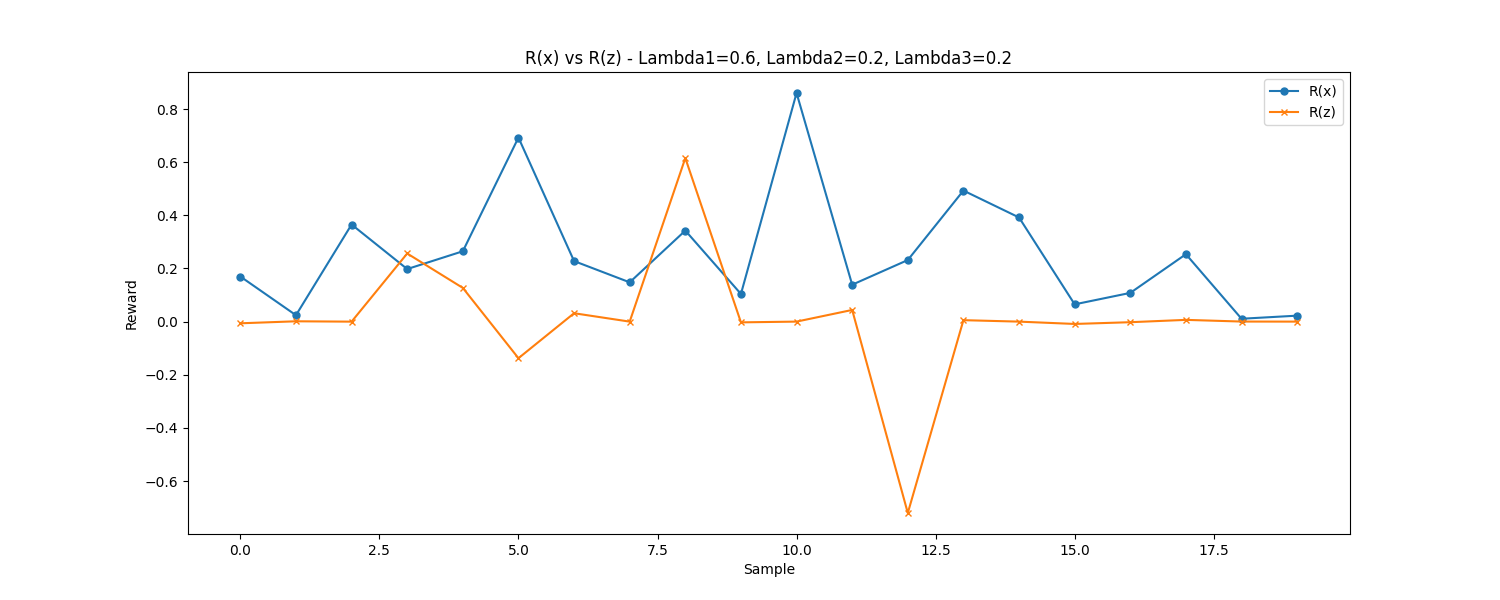 R(x) vs R(z) - Lambda1=0.6, Lambda2=0.2, Lambda3=0.2
R(x)
R(z)
Reward
0.8
0.6
0.4
0.2
0.0
−0.2
−0.4
−0.6
0.0 2.5 5.0 7.5 10.0 12.5 15.0 17.5
Sample